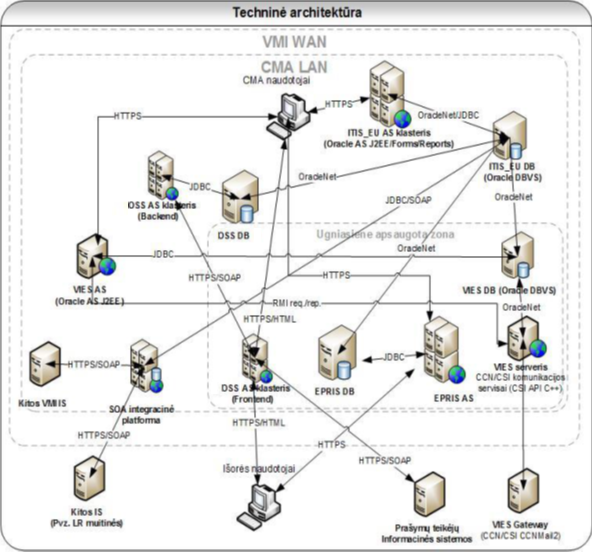 Techninė architektūra
VMI WAN
CMA LAN
CMA naudotojai
HTTPS
HTTPS
ITIS_EU AS klasteris
(Oracle AS J2EE/Forms/Reports)
OracleNet/JDBC
ITIS_EU DB
(Oracle DBVS)
IOSS AS klasteris
(Backend)
JDBC
DSS DB
OracleNet
JDBC/SOAP
OracleNet
Ugniasiene apsaugota zona
OracleNet
VIES AS
(Oracle AS J2EE)
JDBC
HTTPS/SOAP
HTTPS
VIES DB (Oracle DBVS)
RMI req./rep.
OracleNet
HTTPS/HTML
Kitos VMI IS
HTTPS/SOAP
SOA integracinė
platforma
DSS AS klasteris
(Frontend)
EPRIS DB
JDBC
EPRIS AS
VIES serveris
CCN/CSI komunikacijos
servisai (CSI API C++)
HTTPS/SOAP
HTTPS/HTML
HTTPS
HTTPS/SOAP
Kitos IS
(Pvz. LR muitinės)
Išorės naudotojai
Prašymų teikėjų
Informacinės sistemos
VIES Gateway
(CCN/CSI CCNMail2)